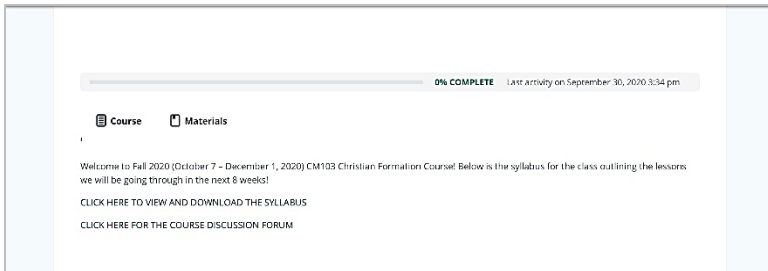 0% COMPLETE Last activity on September 30, 2020 3:34 pm
Course Materials
Welcome to Fall 2020 (October 7 – December 1, 2020) CM103 Christian Formation Course! Below is the syllabus for the class outlining the lessons
we will be going through in the next 8 weeks!
CLICK HERE TO VIEW AND DOWNLOAD THE SYLLABUS
CLICK HERE FOR THE COURSE DISCUSSION FORUM